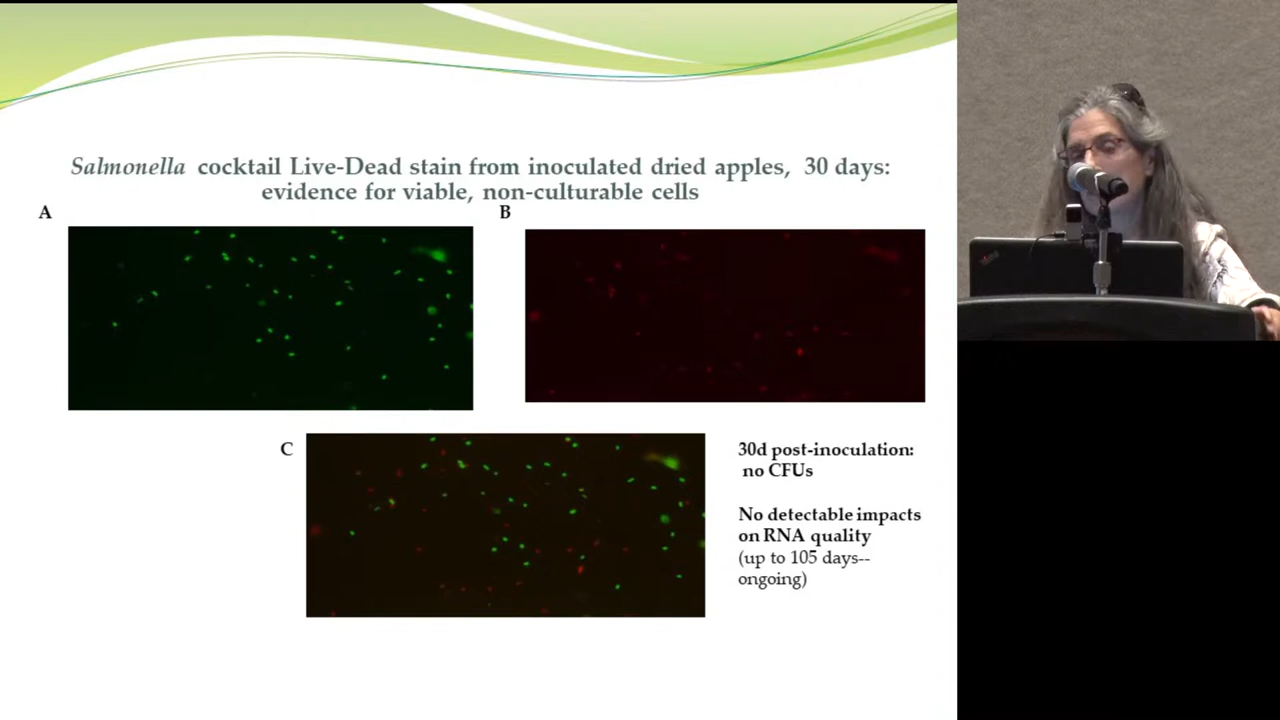 Salmonella cocktail Live-Dead stain from inoculated dried apples, 30 days:
evidence for viable, non-culturable cells
A
B
C
30d post-inoculation:
no CFUs
No detectable impacts
on RNA quality
(up to 105 days--
ongoing)